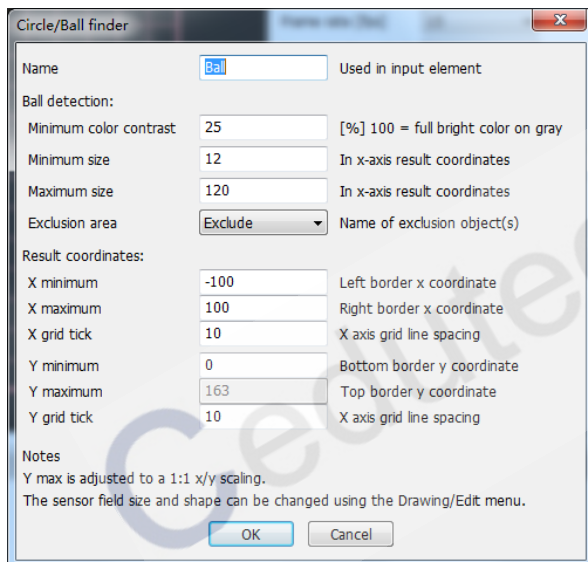 Circle/Ball finder
Frame rate [fps]
Name Ball Used in input element
Ball detection:
Minimum color contrast 25 [%] 100 = full bright color on gray
Minimum size 12 In x-axis result coordinates
Maximum size 120 In x-axis result coordinates
Exclusion area Exclude Name of exclusion object(s)
Result coordinates:
X minimum -100 Left border x coordinate
X maximum 100 Right border x coordinate
X grid tick 10 X axis grid line spacing
Y minimum 0 Bottom border y coordinate
Y maximum 163 Top border y coordinate
Y grid tick 10 X axis grid line spacing
Notes
Y max is adjusted to a 1:1 x/y scaling.
The sensor field size and shape can be changed using the Drawing/Edit menu.
OK Cancel
Cedutec